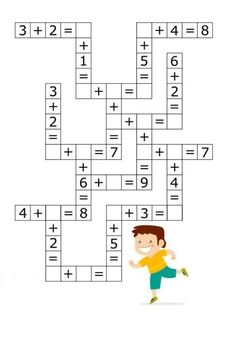 3 + 2 = + 4 = 8
+ +
1 5 6
= = +
3 + = 2
+ + =
2 + =
= = +
+ = 7 + = 7
+ = +
6 + = 9 4
= =
4 + = 8 + 3 =
+ +
2 5
= =
+ =